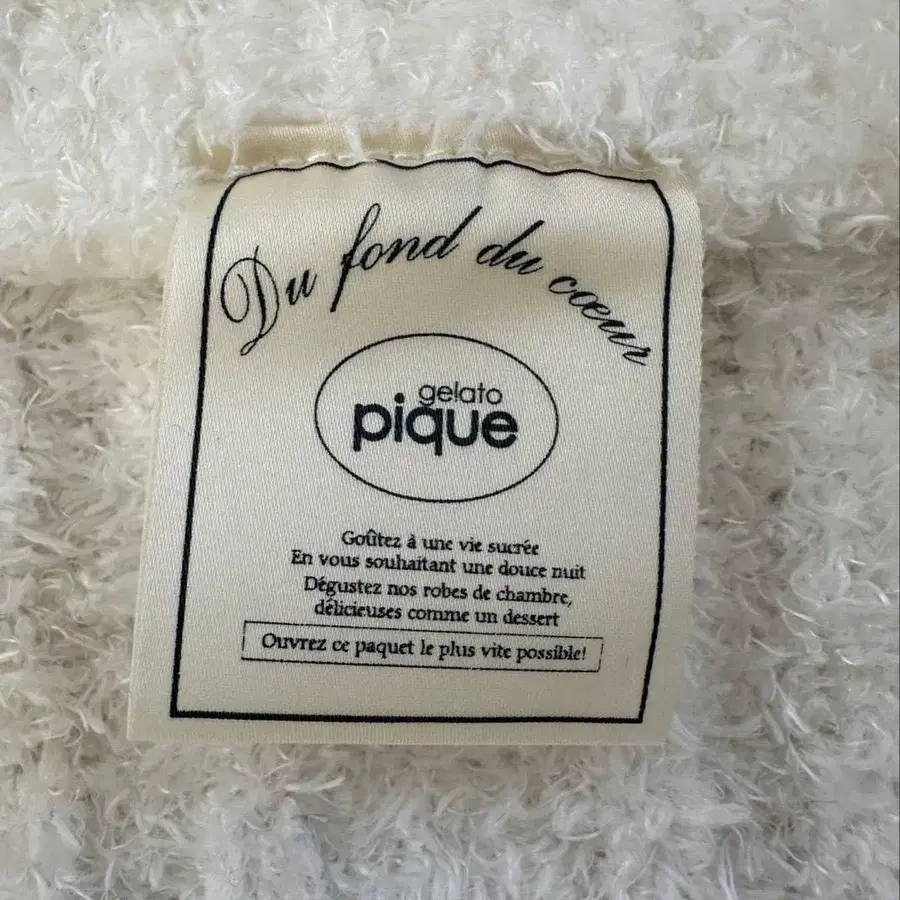 Du fond du cœur
gelato
pique
Goûtez à une vie sucrée
En vous souhaitant une douce nuit
Dégustez nos robes de chambre,
délicieuses comme un dessert
Ouvrez ce paquet le plus vite possible!